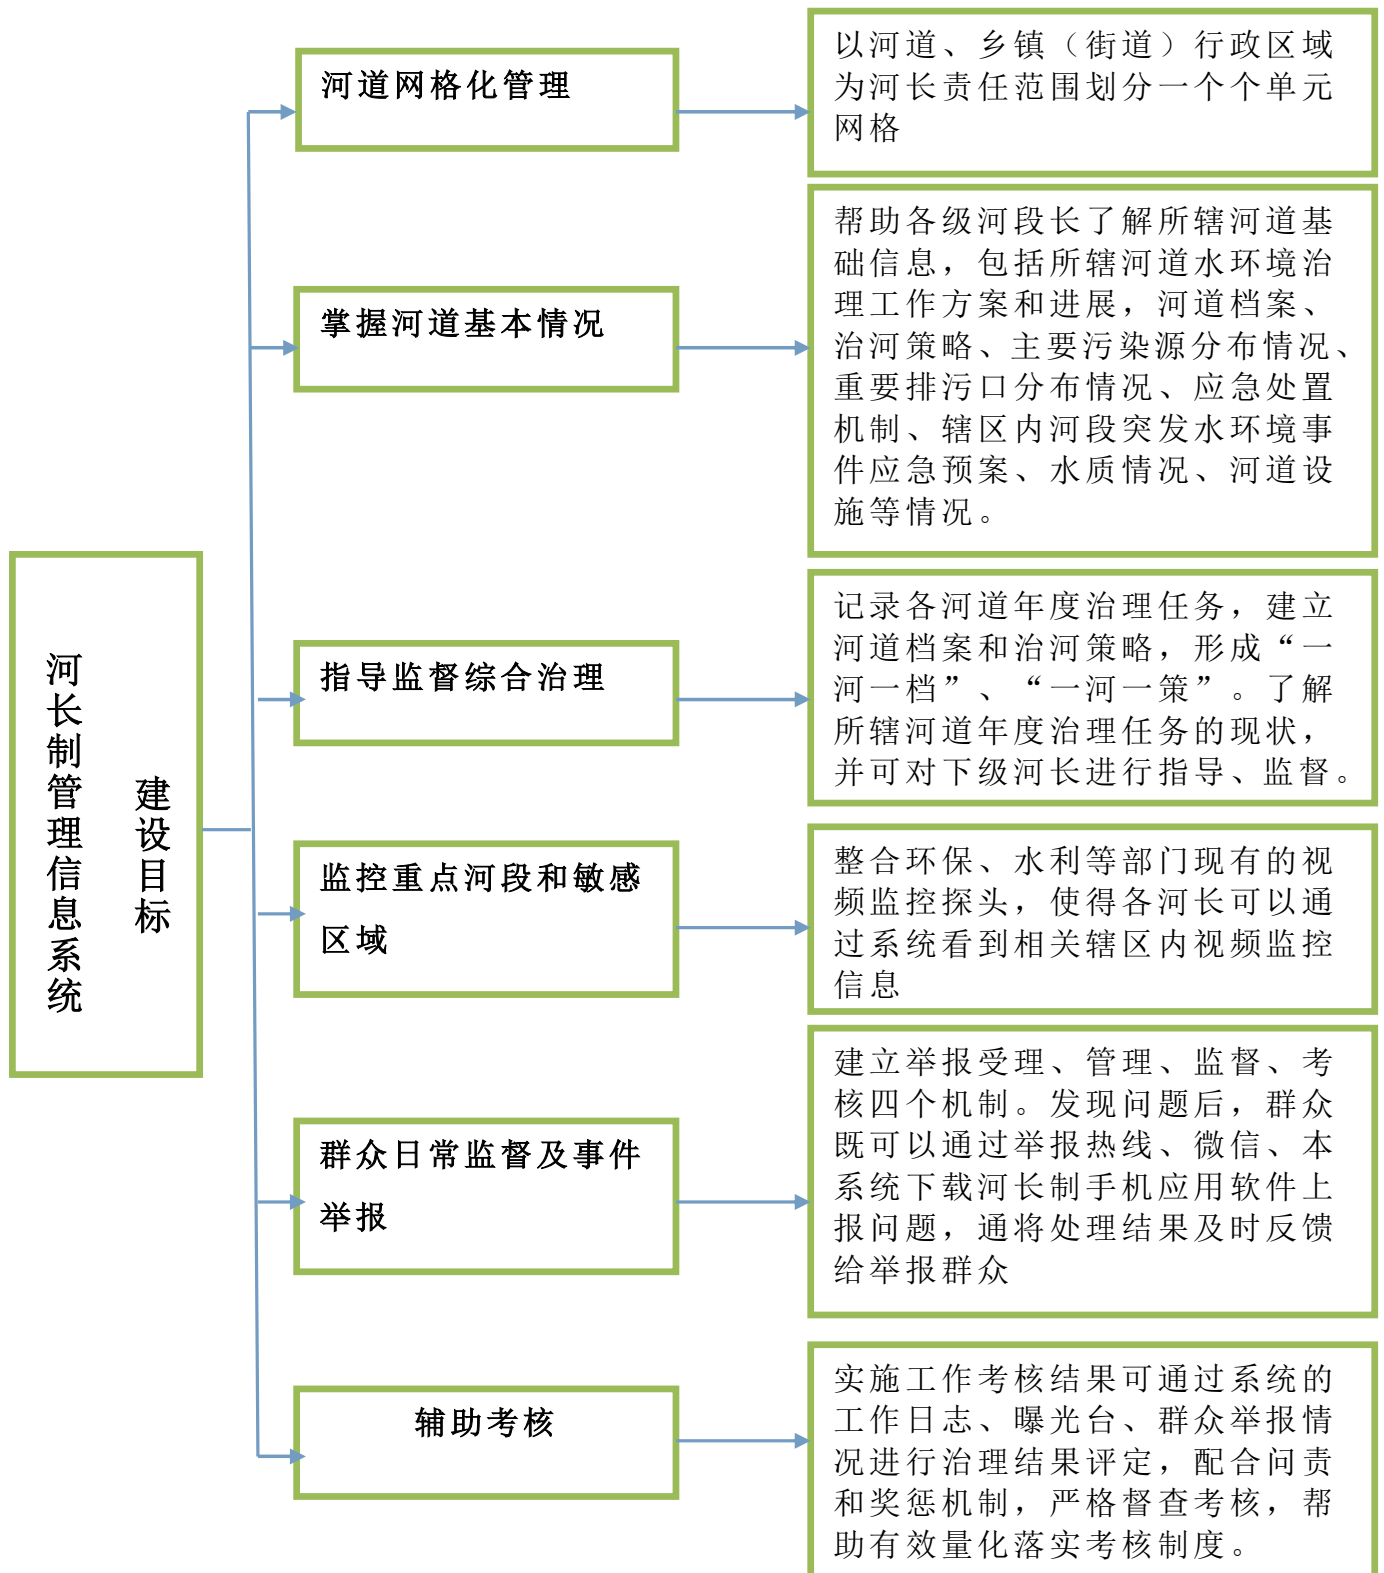 河长制管理信息系统
建设目标
河道网格化管理
以河道、乡镇（街道）行政区域
为河长责任范围划分一个个单元
网格
掌握河道基本情况
帮助各级河段长了解所辖河道基
础信息，包括所辖河道水环境治
理工作方案和进展，河道档案、
治河策略、主要污染源分布情况、
重要排污口分布情况、应急处置
机制、辖区内河段突发水环境事
件应急预案、水质情况、河道设
施等情况。
指导监督综合治理
记录各河道年度治理任务，建立
河道档案和治河策略，形成“一
河一档”、“一河一策”。了解
所辖河道年度治理任务的现状，
并可对下级河长进行指导、监督。
监控重点河段和敏感
区域
整合环保、水利等部门现有的视
频监控探头，使得各河长可以通
过系统看到相关辖区内视频监控
信息
群众日常监督及事件
举报
建立举报受理、管理、监督、考
核四个机制。发现问题后，群众
既可以通过举报热线、微信、本
系统下载河长制手机应用软件上
报问题，通将处理结果及时反馈
给举报群众
辅助考核
实施工作考核结果可通过系统的
工作日志、曝光台、群众举报情
况进行治理结果评定，配合问责
和奖惩机制，严格督查考核，帮
助有效量化落实考核制度。